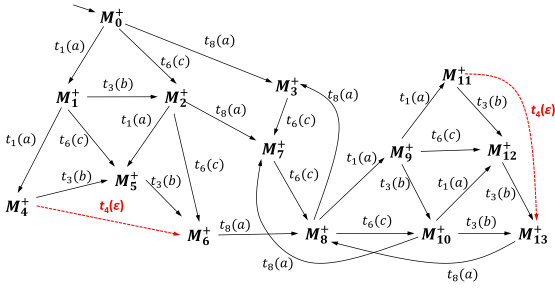 M₀⁺
t₁(a) t₆(c) t₈(a)
M₁⁺ t₃(b) M₂⁺ M₃⁺ t₈(a) M₁₁⁺
t₁(a) t₃(b) t₄(ε)
t₁(a) t₆(c) t₁(a) t₈(a) t₆(c)
M₇⁺ M₉⁺ t₆(c) M₁₂⁺
t₃(b) M₅⁺ t₃(b) t₆(c) t₆(c) t₁(a) t₃(b) t₁(a) t₃(b)
M₄⁺ t₄(ε)
M₆⁺ t₈(a) M₈⁺ t₆(c) M₁₀⁺ t₃(b) M₁₃⁺
t₈(a) t₈(a)